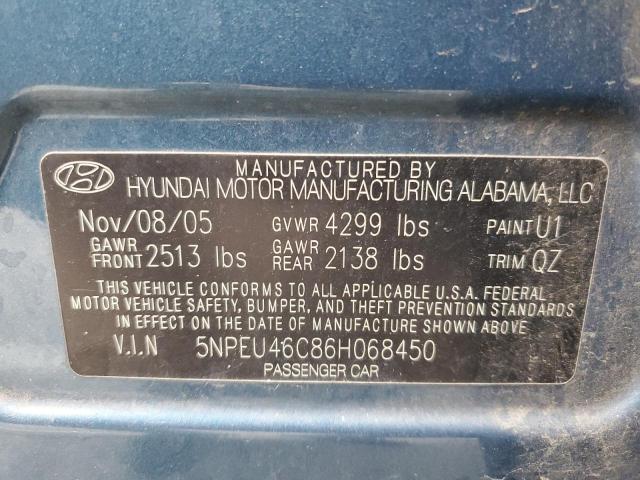 MANUFACTURED BY
HYUNDAI MOTOR MANUFACTURING ALABAMA, LLC
Nov/08/05 GVWR 4299 lbs PAINT U1
GAWR FRONT 2513 lbs GAWR REAR 2138 lbs TRIM QZ
THIS VEHICLE CONFORMS TO ALL APPLICABLE U.S.A. FEDERAL
MOTOR VEHICLE SAFETY, BUMPER, AND THEFT PREVENTION STANDARDS
IN EFFECT ON THE DATE OF MANUFACTURE SHOWN ABOVE.
V.I.N 5NPEU46C86H068450
PASSENGER CAR